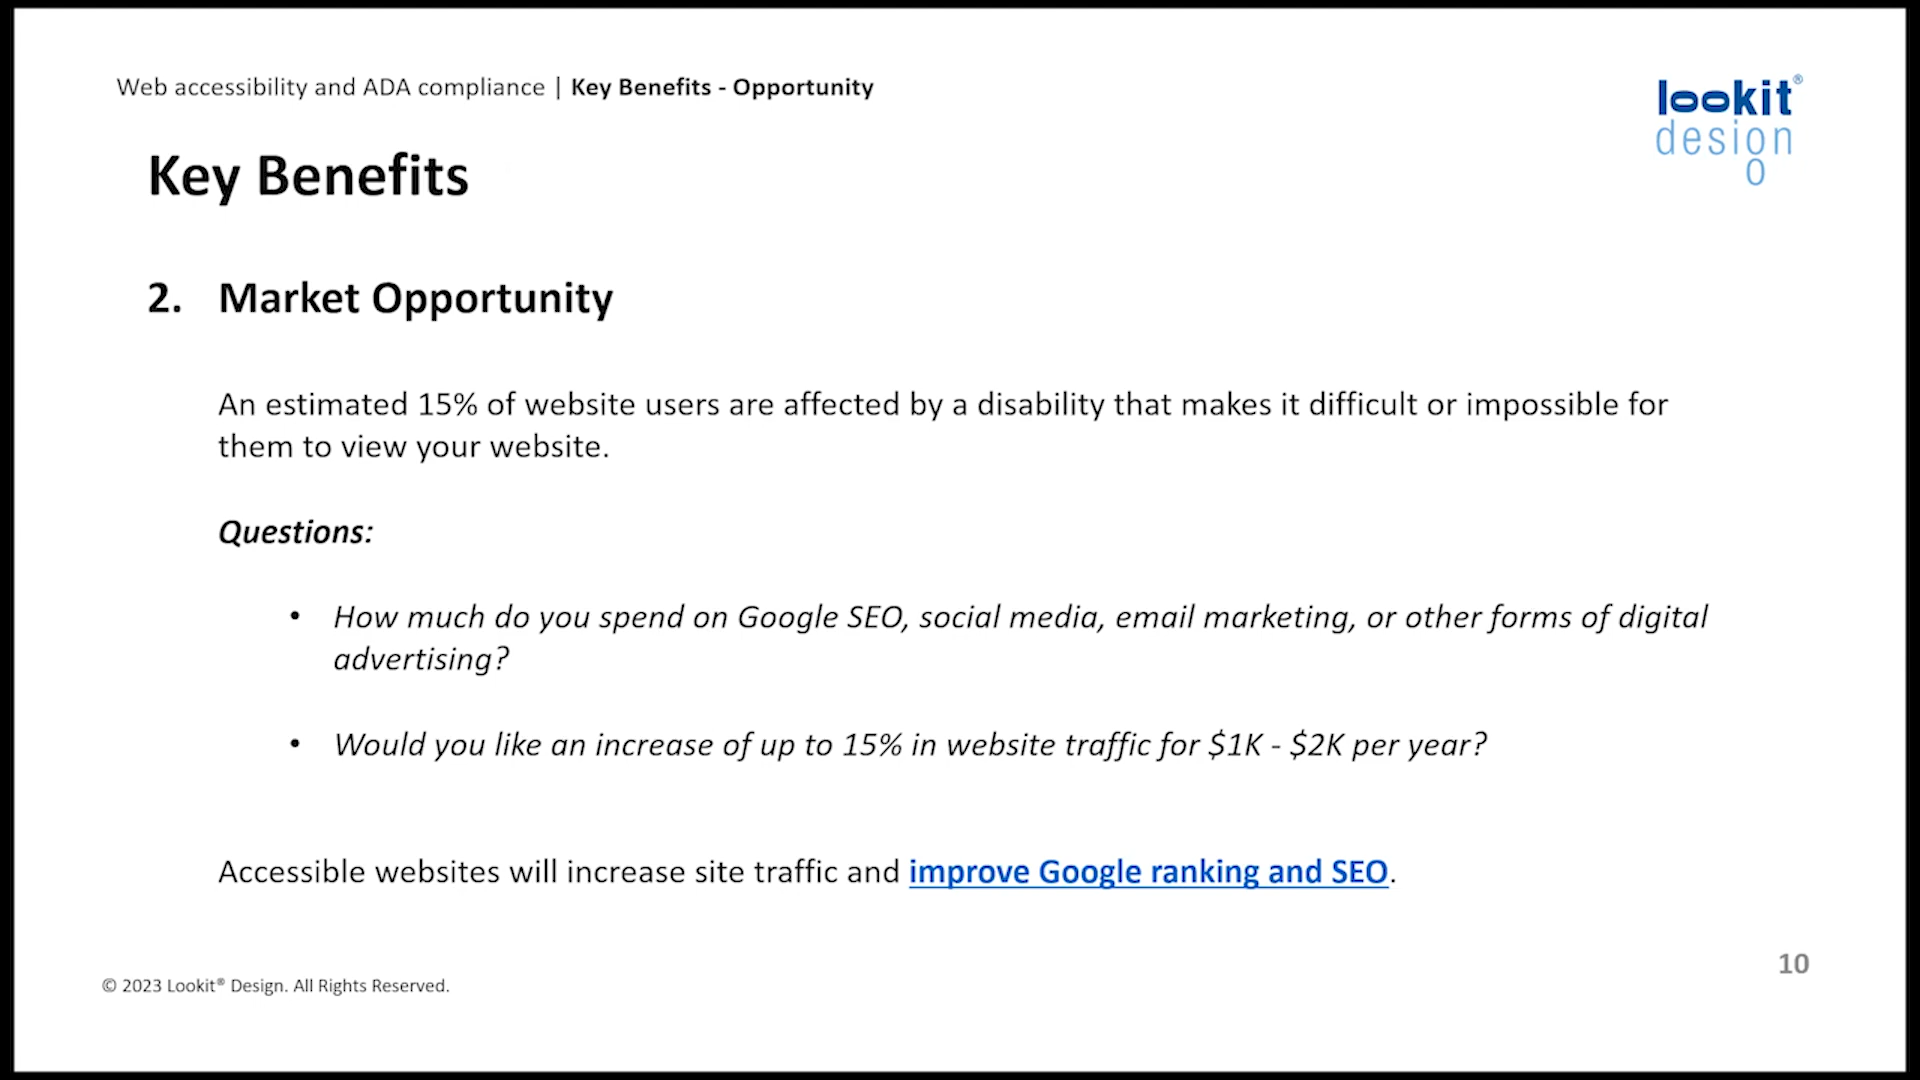 Web accessibility and ADA compliance | Key Benefits - Opportunity
lookit®
design
Key Benefits
2. Market Opportunity
An estimated 15% of website users are affected by a disability that makes it difficult or impossible for
them to view your website.
Questions:
• How much do you spend on Google SEO, social media, email marketing, or other forms of digital
advertising?
• Would you like an increase of up to 15% in website traffic for $1K - $2K per year?
Accessible websites will increase site traffic and improve Google ranking and SEO.
10
© 2023 Lookit® Design. All Rights Reserved.